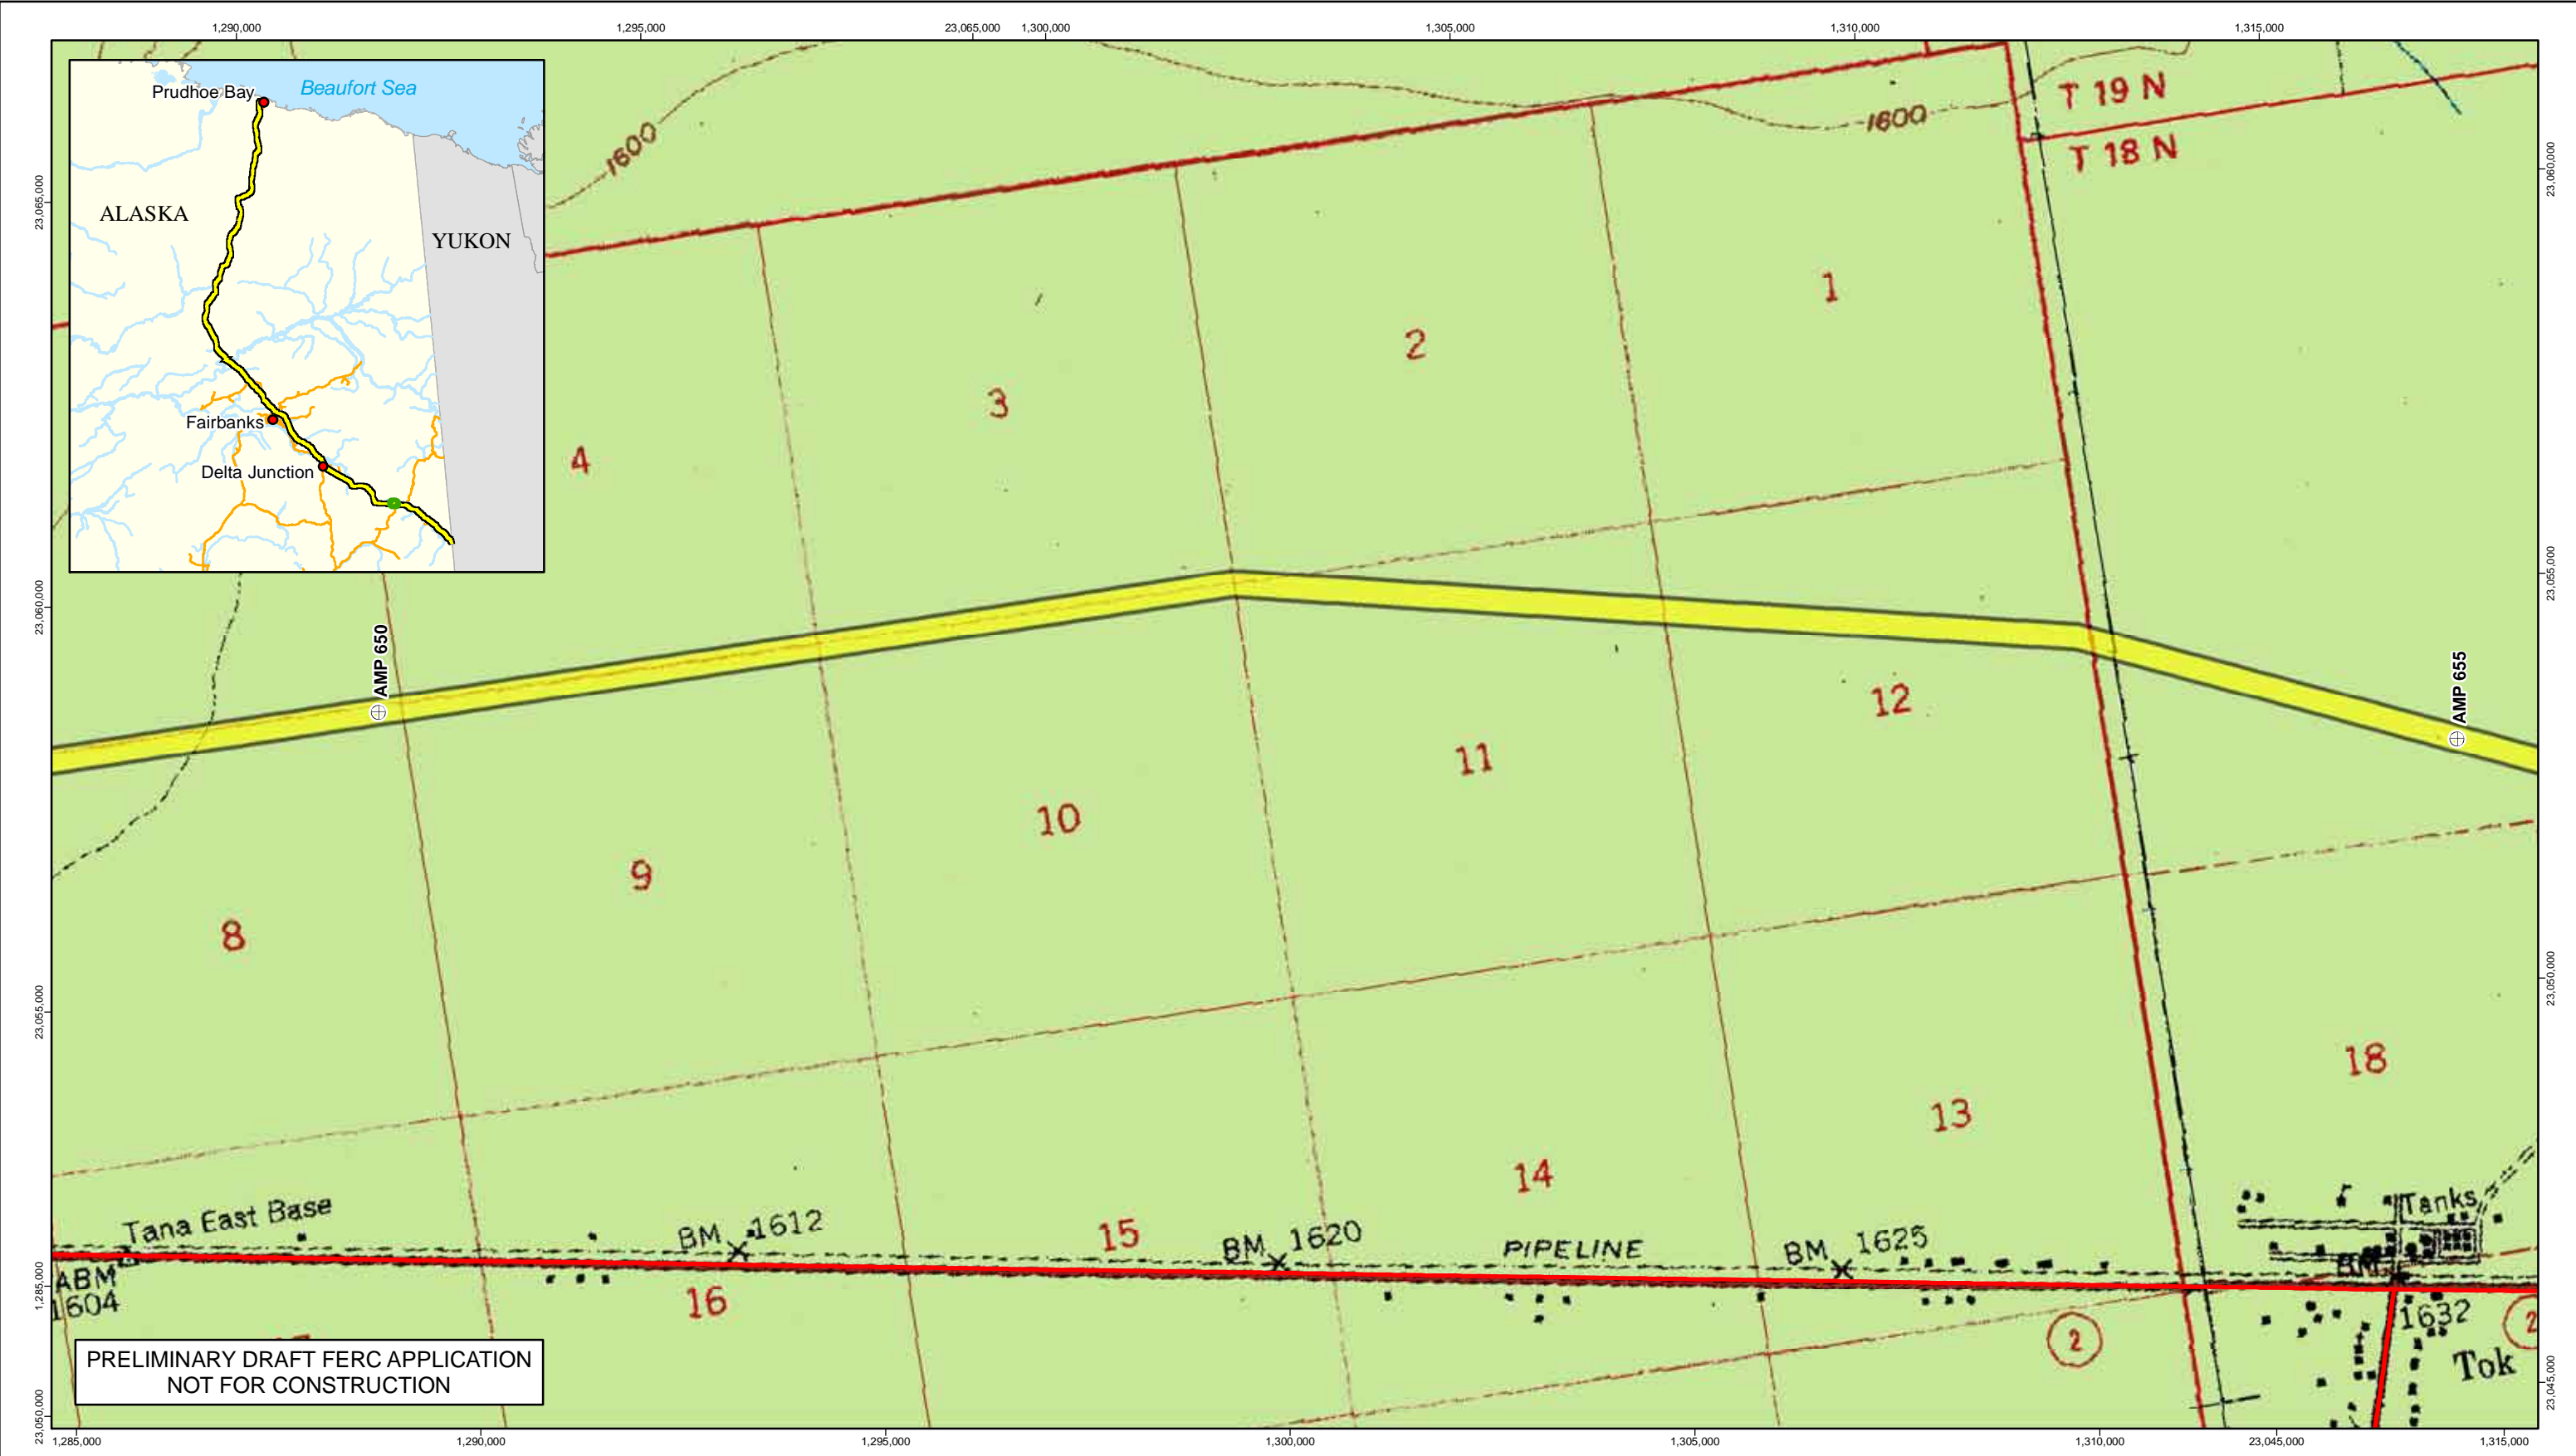 1,290,000
1,295,000
23,065,000
1,300,000
1,305,000
1,310,000
1,315,000
Prudhoe Bay
Beaufort Sea
ALASKA
YUKON
Fairbanks
Delta Junction
1600
1600
T 19 N
T 18 N
23,065,000
23,060,000
1
2
3
4
23,060,000
23,055,000
AMP 650
AMP 655
12
11
10
9
8
23,055,000
23,050,000
18
13
14
15
16
Tana East Base
BM 1612
BM 1620
PIPELINE
BM 1625
Tanks
BM
1632
ABM
1604
2
2
Tok
1,285,000
PRELIMINARY DRAFT FERC APPLICATION
NOT FOR CONSTRUCTION
23,050,000
23,045,000
1,285,000
1,290,000
1,295,000
1,300,000
1,305,000
1,310,000
23,045,000
1,315,000